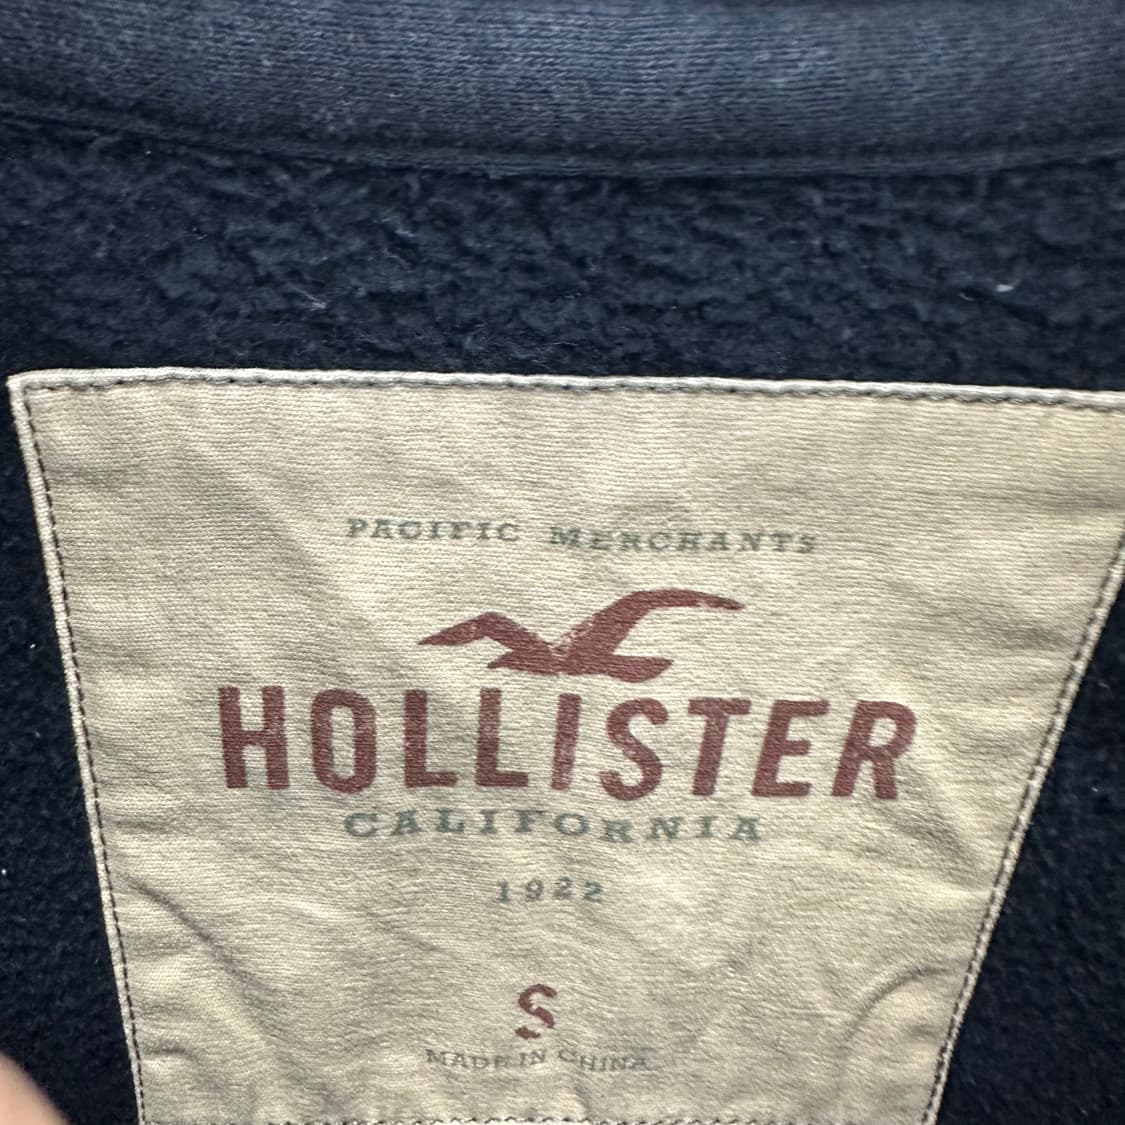 PACIFIC MERCHANTS
HOLLISTER
CALIFORNIA
1922
S
MADE IN CHINA